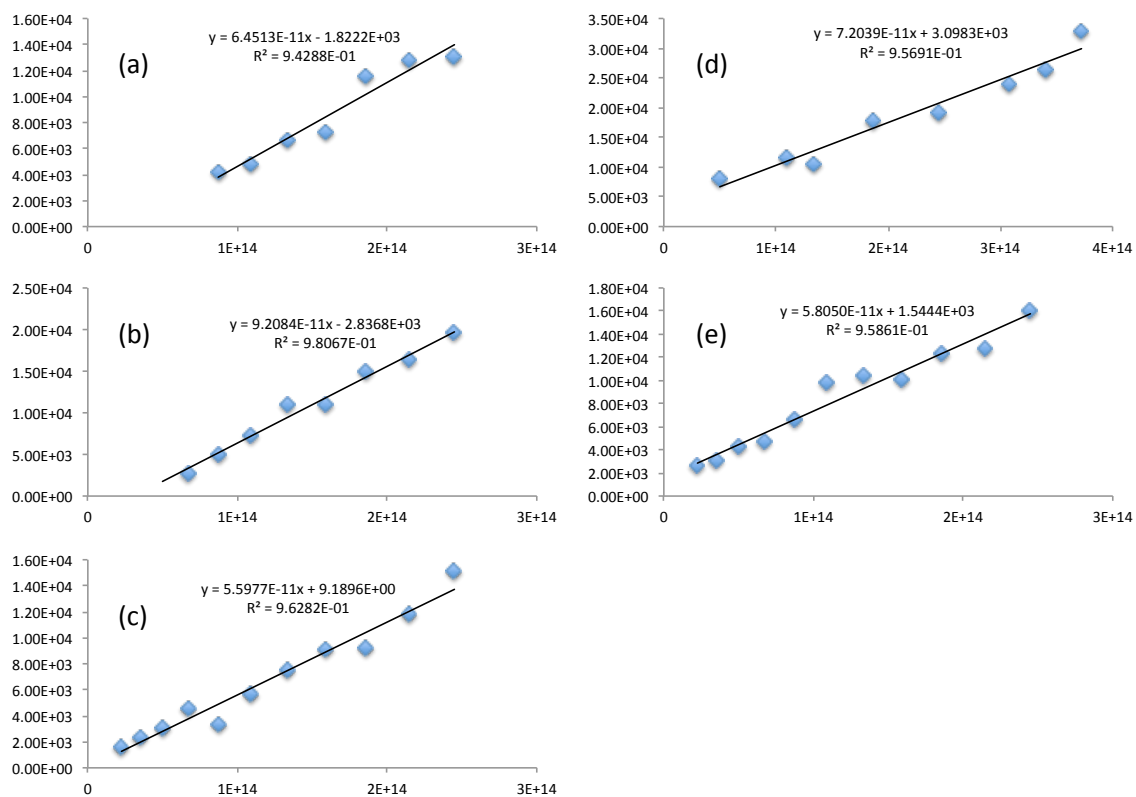 1.60E+04
1.40E+04
1.20E+04
1.00E+04
8.00E+03
6.00E+03
4.00E+03
2.00E+03
0.00E+00
(a)
y = 6.4513E-11x - 1.8222E+03
R² = 9.4288E-01
0 1E+14 2E+14 3E+14
2.00E+04
1.50E+04
1.00E+04
5.00E+03
0.00E+00
(b)
y = 9.2084E-11x - 2.8368E+03
R² = 9.8067E-01
0 1E+14 2E+14 3E+14
1.60E+04
1.40E+04
1.20E+04
1.00E+04
8.00E+03
6.00E+03
4.00E+03
2.00E+03
0.00E+00
(c)
y = 5.5977E-11x + 9.1896E+00
R² = 9.6282E-01
0 1E+14 2E+14 3E+14
3.50E+04
3.00E+04
2.50E+04
2.00E+04
1.50E+04
1.00E+04
5.00E+03
0.00E+00
(d)
y = 7.2039E-11x + 3.0983E+03
R² = 9.5691E-01
0 1E+14 2E+14 3E+14 4E+14
1.80E+04
1.60E+04
1.40E+04
1.20E+04
1.00E+04
8.00E+03
6.00E+03
4.00E+03
2.00E+03
0.00E+00
(e)
y = 5.8050E-11x + 1.5444E+03
R² = 9.5861E-01
0 1E+14 2E+14 3E+14